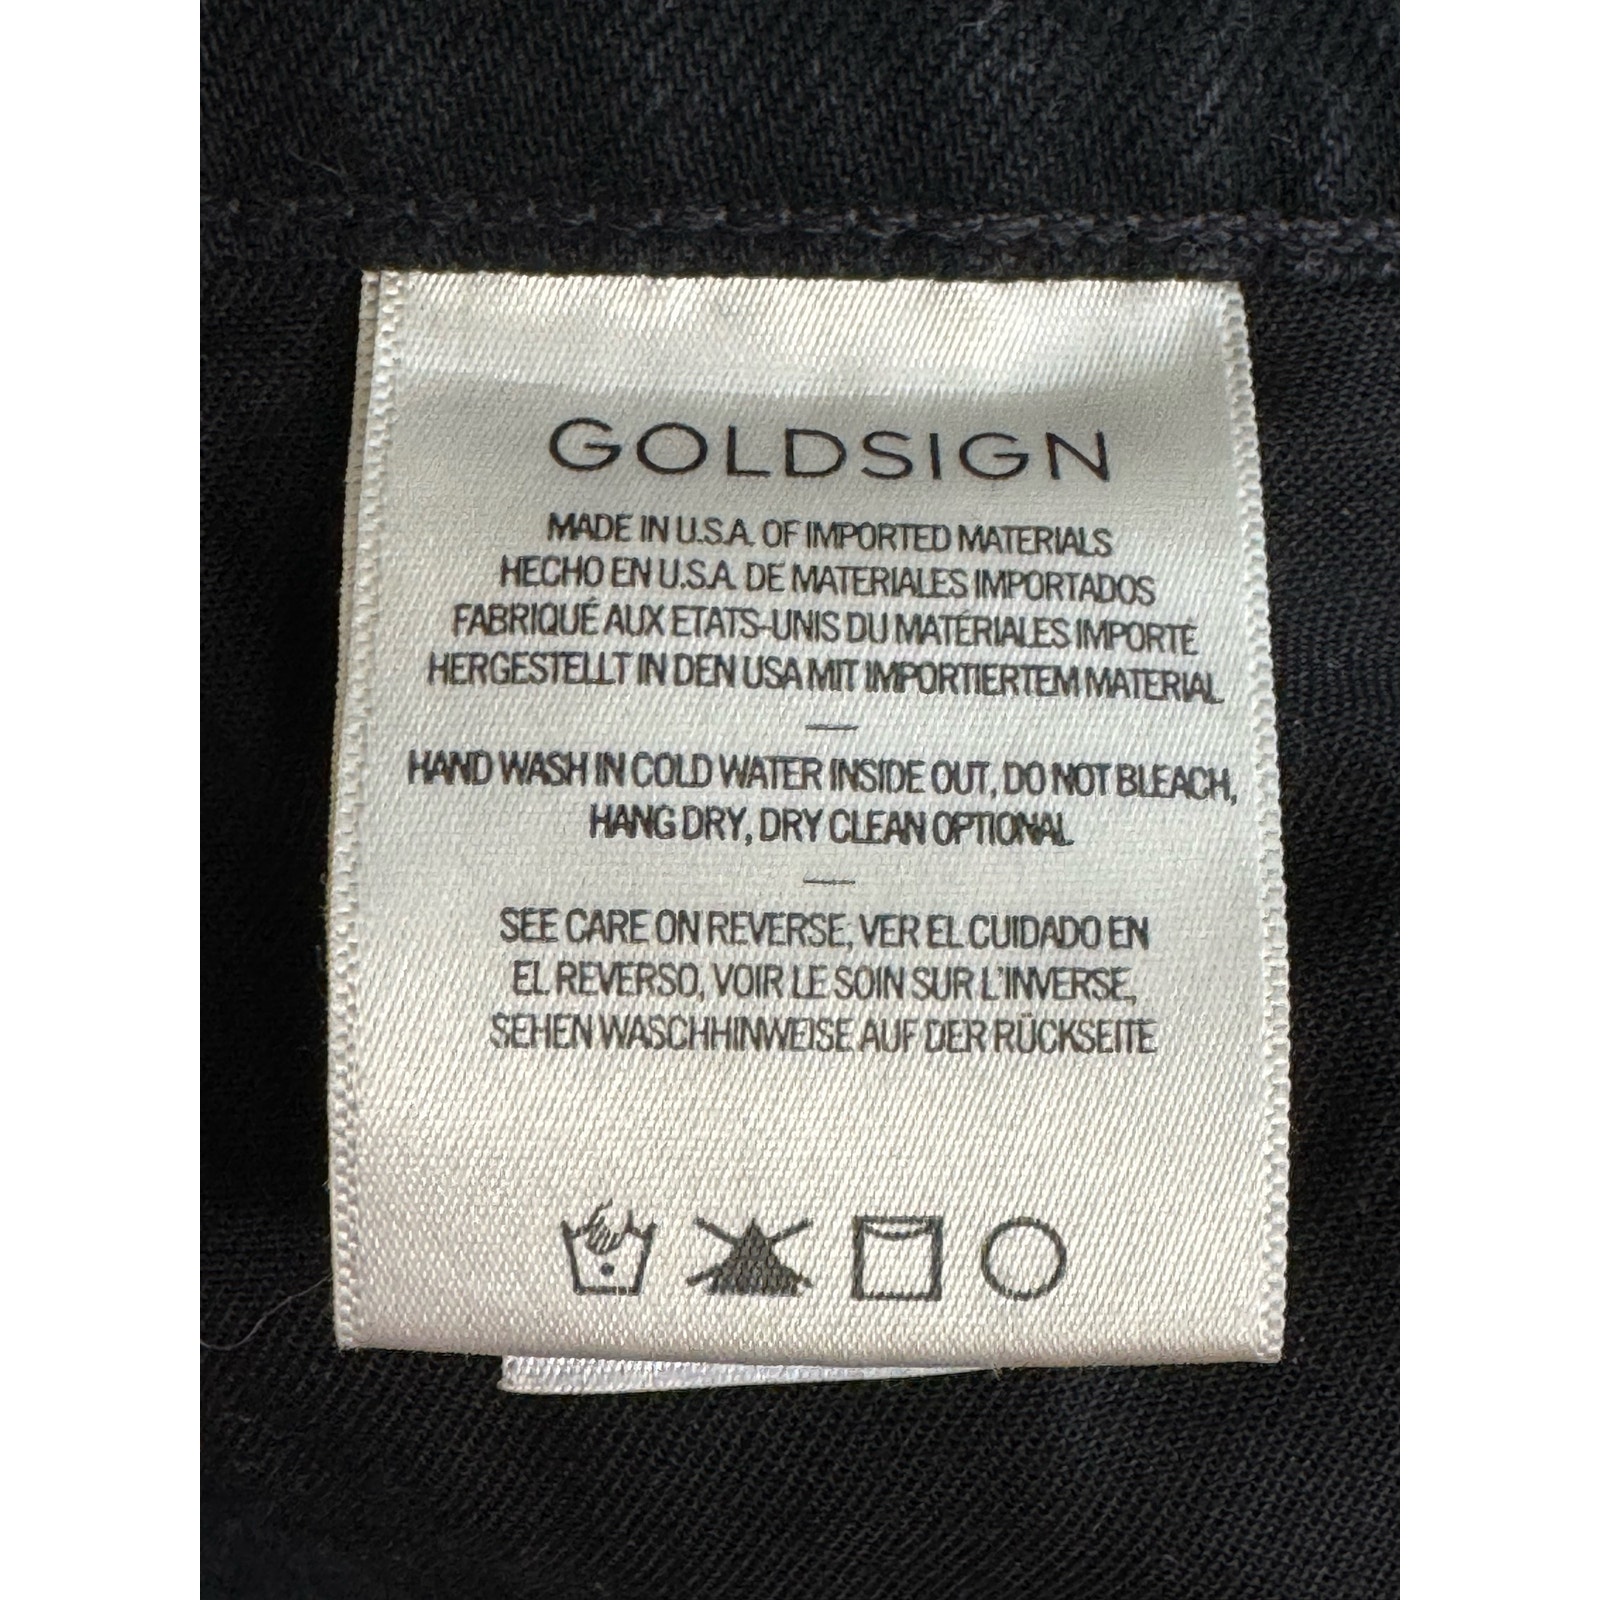 GOLDSIGN
MADE IN U.S.A. OF IMPORTED MATERIALS
HECHO EN U.S.A. DE MATERIALES IMPORTADOS
FABRIQUÉ AUX ETATS-UNIS DU MATÉRIALES IMPORTÉ
HERGESTELLT IN DEN USA MIT IMPORTIERTEM MATERIAL
HAND WASH IN COLD WATER INSIDE OUT, DO NOT BLEACH,
HANG DRY, DRY CLEAN OPTIONAL
SEE CARE ON REVERSE, VER EL CUIDADO EN
EL REVERSO, VOIR LE SOIN SUR L'INVERSE,
SEHEN WASCHHINWEISE AUF DER RÜCKSEITE